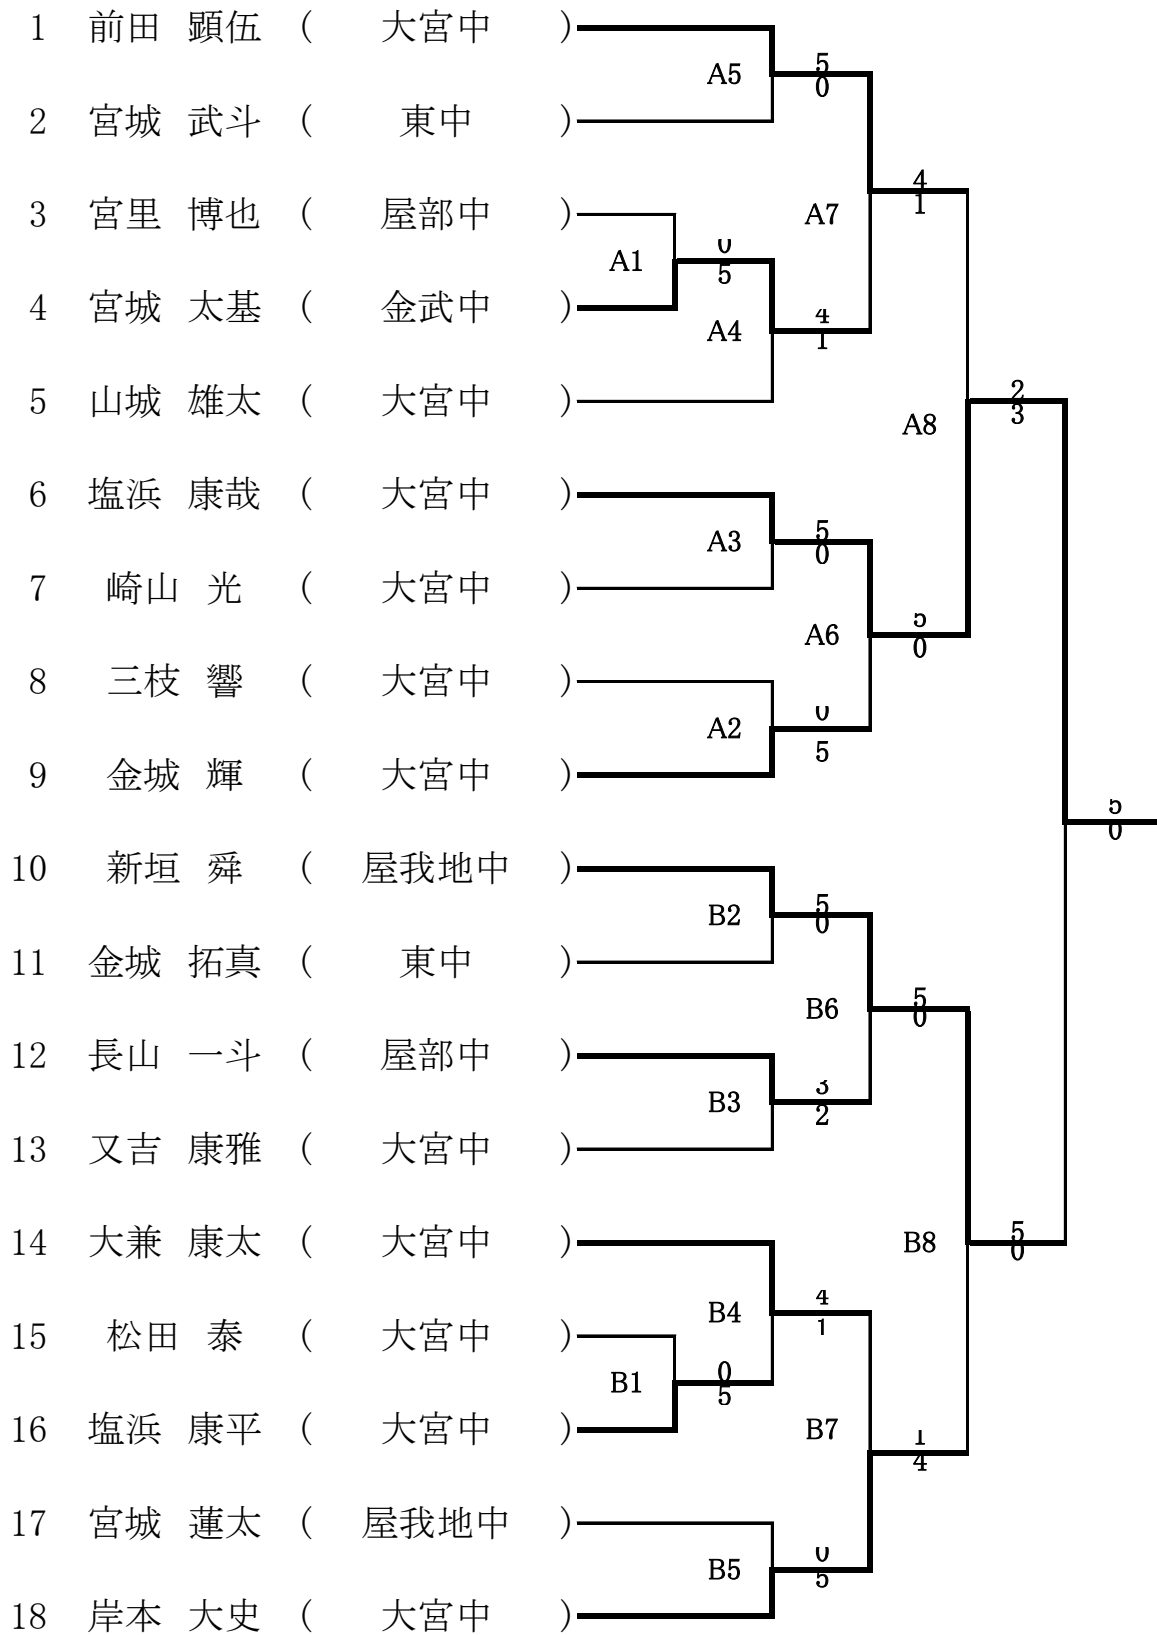 1 前田 顕伍 ( 大宮中 )
5
A5
0
2 宮城 武斗 ( 東中 )
4
3 宮里 博也 ( 屋部中 )
A7
1
0
A1
5
4 宮城 太基 ( 金武中 )
4
A4
1
5 山城 雄太 ( 大宮中 )
2
A8
3
6 塩浜 康哉 ( 大宮中 )
5
A3
0
7 崎山 光 ( 大宮中 )
5
A6
0
8 三枝 響 ( 大宮中 )
0
A2
5
9 金城 輝 ( 大宮中 )
5
0
10 新垣 舜 ( 屋我地中 )
5
B2
0
11 金城 拓真 ( 東中 )
5
B6
0
12 長山 一斗 ( 屋部中 )
3
B3
2
13 又吉 康雅 ( 大宮中 )
14 大兼 康太 ( 大宮中 )
5
B8
0
4
B4
1
15 松田 泰 ( 大宮中 )
0
B1
5
16 塩浜 康平 ( 大宮中 )
B7
1
4
17 宮城 蓮太 ( 屋我地中 )
0
B5
5
18 岸本 大史 ( 大宮中 )